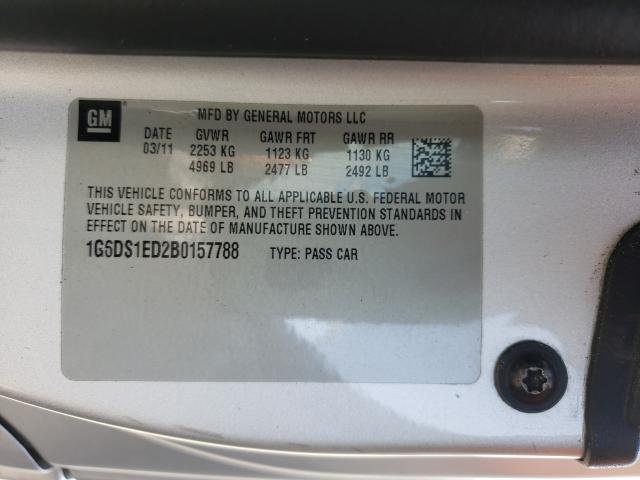 GM
MFD BY GENERAL MOTORS LLC
DATE GVWR GAWR FRT GAWR RR
03/11 2253 KG 1123 KG 1130 KG
4969 LB 2477 LB 2492 LB
THIS VEHICLE CONFORMS TO ALL APPLICABLE U.S. FEDERAL MOTOR
VEHICLE SAFETY, BUMPER, AND THEFT PREVENTION STANDARDS IN
EFFECT ON THE DATE OF MANUFACTURE SHOWN ABOVE.
1G6DS1ED2B0157788 TYPE: PASS CAR